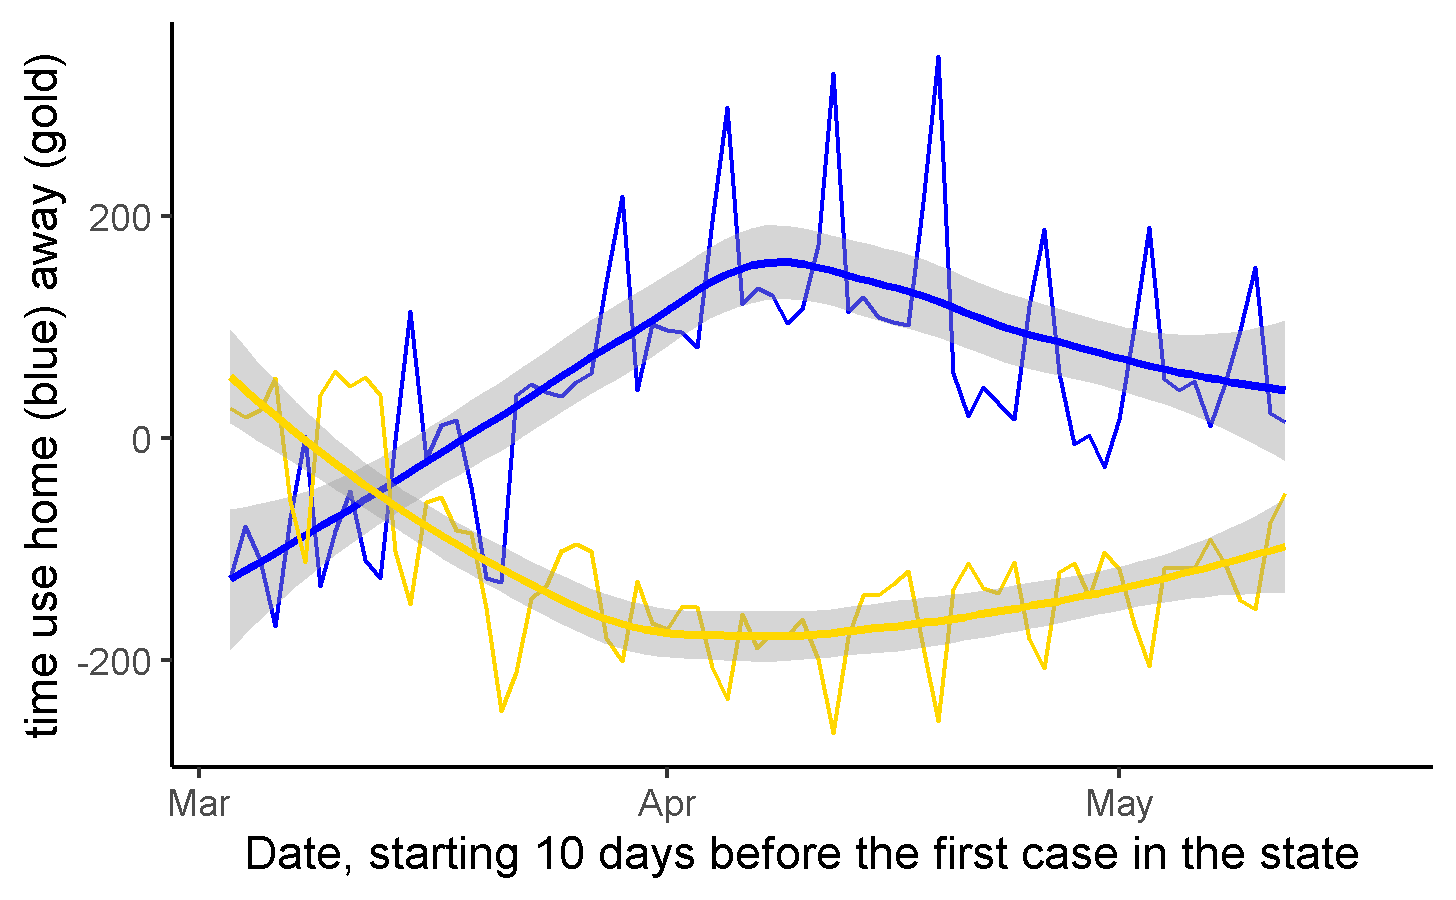 time use home (blue) away (gold)
200
0
-200
Mar Apr May
Date, starting 10 days before the first case in the state